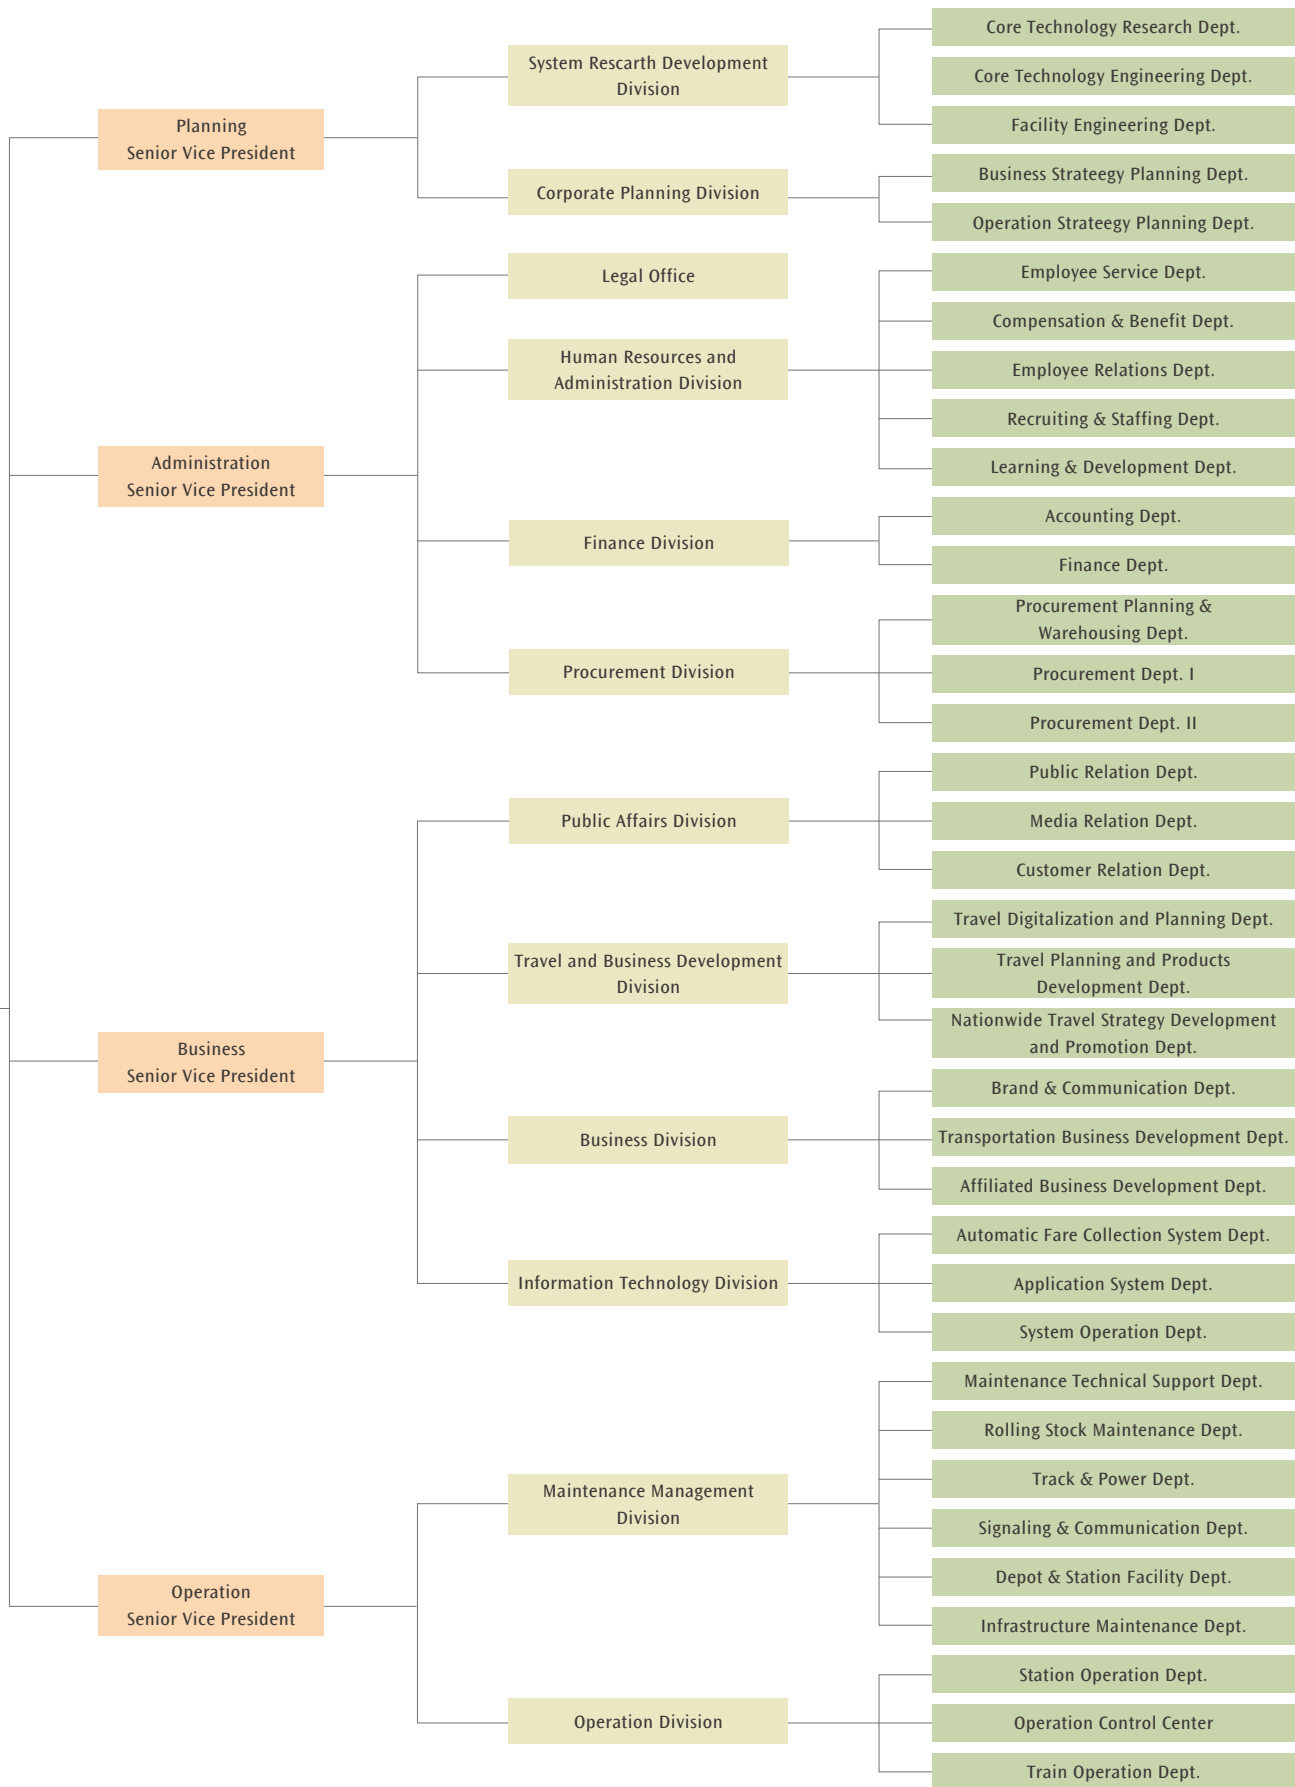 Planning
Senior Vice President
System Rescarth Development
Division
Core Technology Research Dept.
Core Technology Engineering Dept.
Facility Engineering Dept.
Corporate Planning Division
Business Strateegy Planning Dept.
Operation Strateegy Planning Dept.
Administration
Senior Vice President
Legal Office
Human Resources and
Administration Division
Employee Service Dept.
Compensation & Benefit Dept.
Employee Relations Dept.
Recruiting & Staffing Dept.
Learning & Development Dept.
Finance Division
Accounting Dept.
Finance Dept.
Procurement Division
Procurement Planning &
Warehousing Dept.
Procurement Dept. I
Procurement Dept. II
Business
Senior Vice President
Public Affairs Division
Public Relation Dept.
Media Relation Dept.
Customer Relation Dept.
Travel and Business Development
Division
Travel Digitalization and Planning Dept.
Travel Planning and Products
Development Dept.
Nationwide Travel Strategy Development
and Promotion Dept.
Business Division
Brand & Communication Dept.
Transportation Business Development Dept.
Affiliated Business Development Dept.
Information Technology Division
Automatic Fare Collection System Dept.
Application System Dept.
System Operation Dept.
Operation
Senior Vice President
Maintenance Management
Division
Maintenance Technical Support Dept.
Rolling Stock Maintenance Dept.
Track & Power Dept.
Signaling & Communication Dept.
Depot & Station Facility Dept.
Infrastructure Maintenance Dept.
Operation Division
Station Operation Dept.
Operation Control Center
Train Operation Dept.